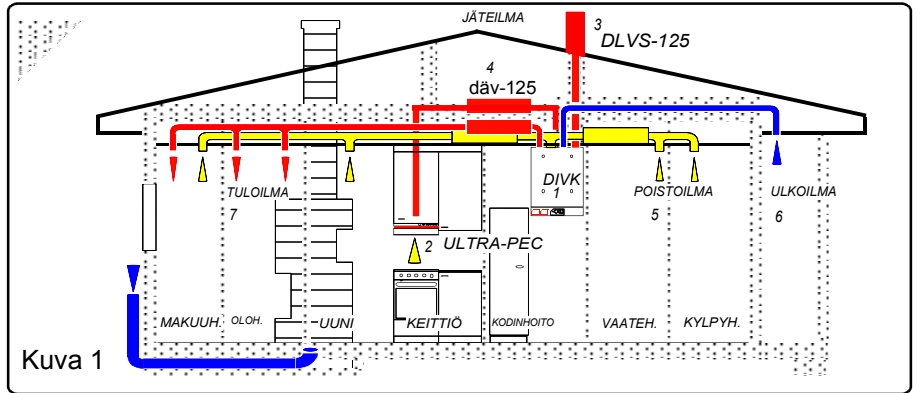 JÄTEILMA
3
DLVS-125
4
däv-125
DIVK
1
TULOILMA
7
POISTOILMA
5
ULKOILMA
6
2 ULTRA-PEC
MAKUUH.
OLOH.
UUNI
KEITTIÖ
KODINHOITO
VAATEH.
KYLPYH.
Kuva 1